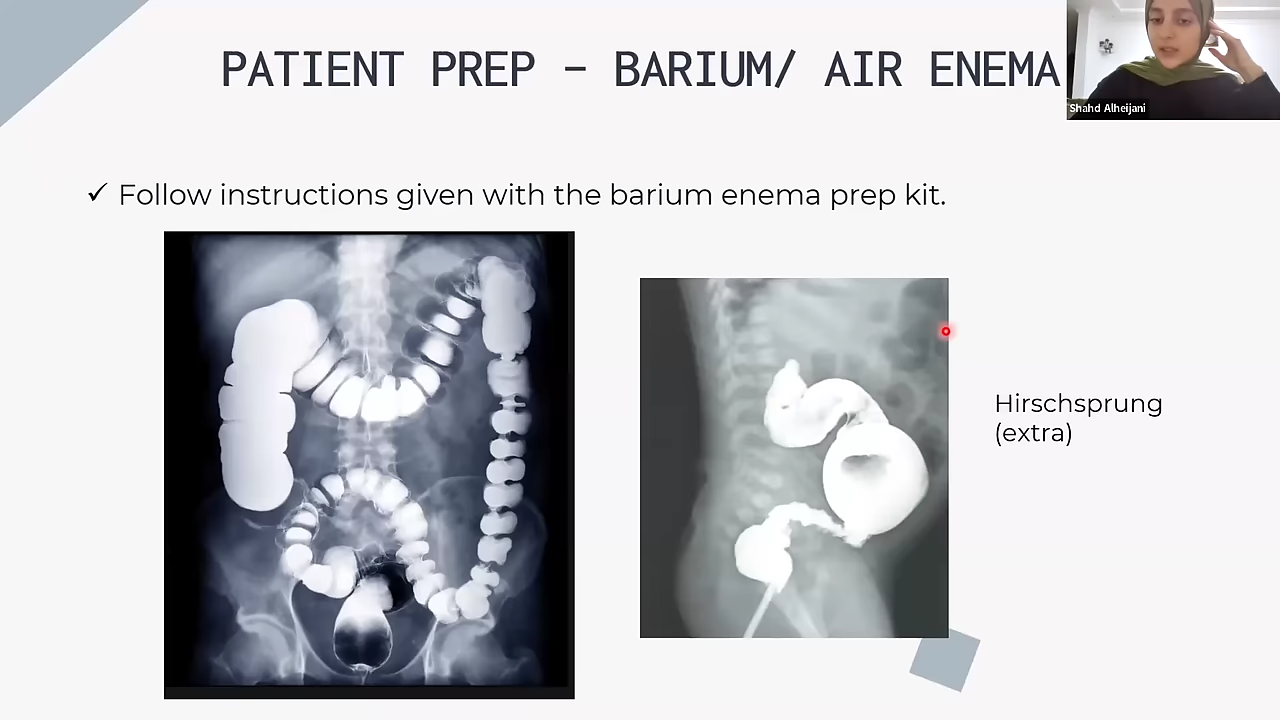 PATIENT PREP - BARIUM/ AIR ENEMA
Shahd Alheijani
✓ Follow instructions given with the barium enema prep kit.
Hirschsprung
(extra)